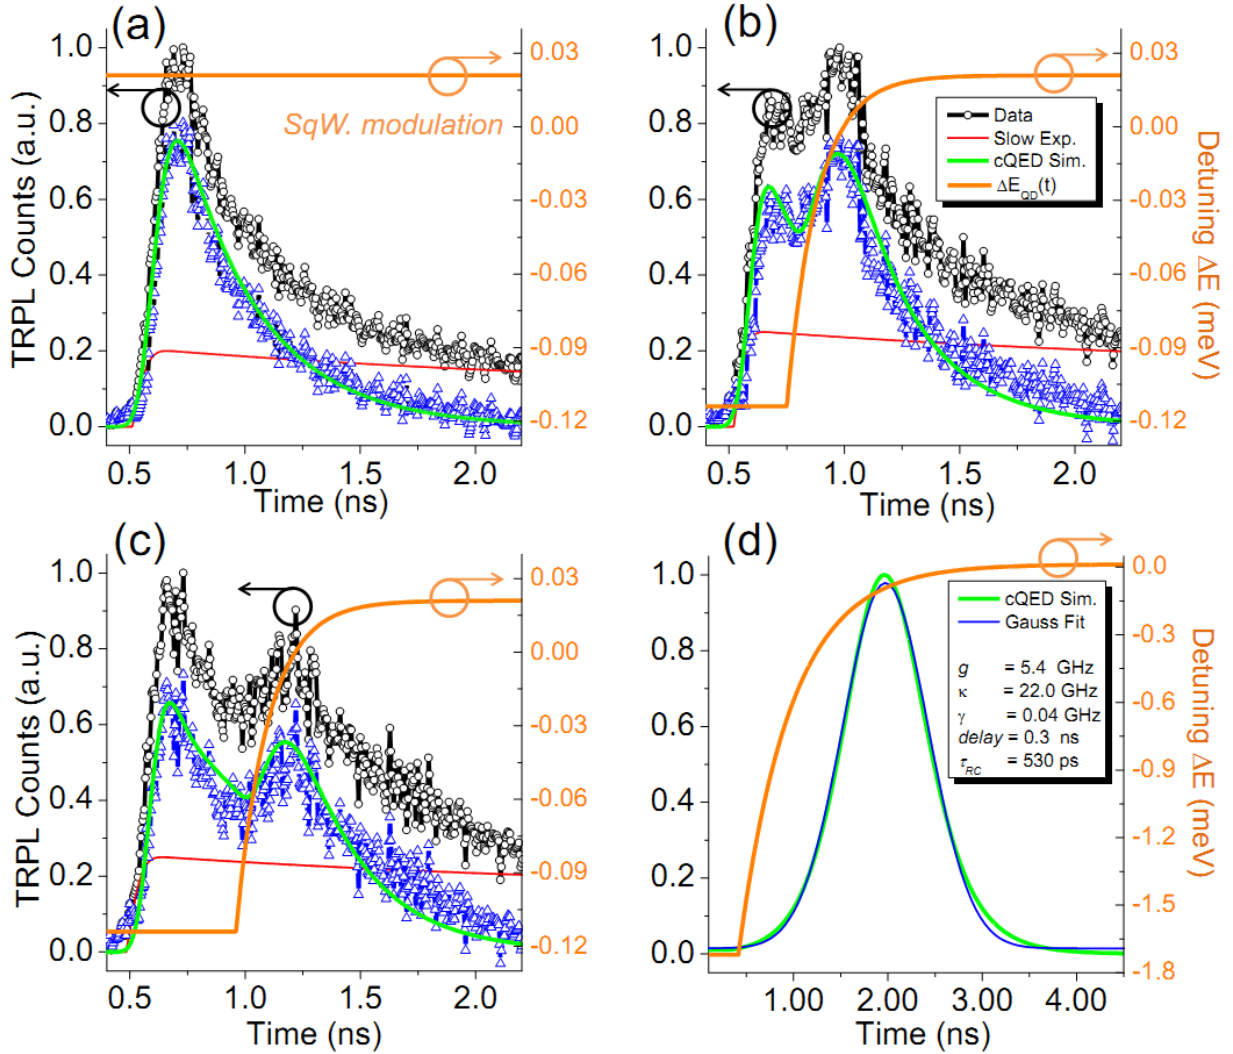 (a)
1.0
0.8
0.6
0.4
0.2
0.0
TRPL Counts (a.u.)
SqW. modulation
0.03
0.00
-0.03
-0.06
-0.09
-0.12
0.5
1.0
1.5
2.0
Time (ns)
(b)
1.0
0.8
0.6
0.4
0.2
0.0
Data
Slow Exp.
cQED Sim.
ΔE_QD(t)
0.03
0.00
-0.03
-0.06
-0.09
-0.12
Detuning ΔE (meV)
0.5
1.0
1.5
2.0
Time (ns)
(c)
1.0
0.8
0.6
0.4
0.2
0.0
TRPL Counts (a.u.)
0.03
0.00
-0.03
-0.06
-0.09
-0.12
0.5
1.0
1.5
2.0
Time (ns)
(d)
1.0
0.8
0.6
0.4
0.2
0.0
cQED Sim.
Gauss Fit
g = 5.4 GHz
κ = 22.0 GHz
γ = 0.04 GHz
delay = 0.3 ns
τ_RC = 530 ps
0.0
-0.3
-0.6
-0.9
-1.2
-1.5
-1.8
Detuning ΔE (meV)
1.00
2.00
3.00
4.00
Time (ns)